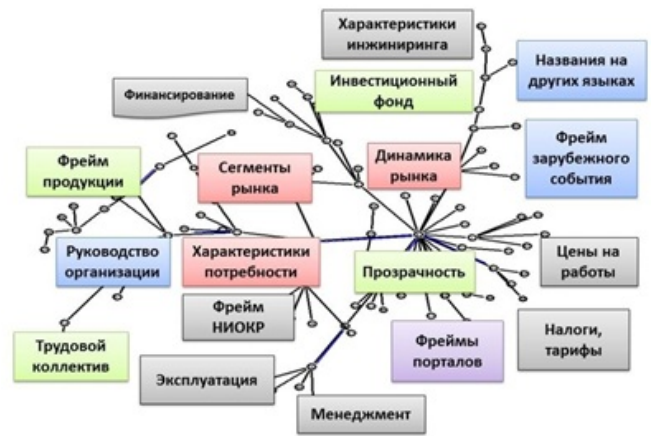 Характеристики
инжиниринга
Названия на
других языках
Инвестиционный
фонд
Финансирование
Фрейм
зарубежного
события
Динамика
рынка
Фрейм
продукции
Сегменты
рынка
Руководство
организации
Характеристики
потребности
Прозрачность
Цены на
работы
Фрейм
НИОКР
Фреймы
порталов
Налоги,
тарифы
Трудовой
коллектив
Эксплуатация
Менеджмент